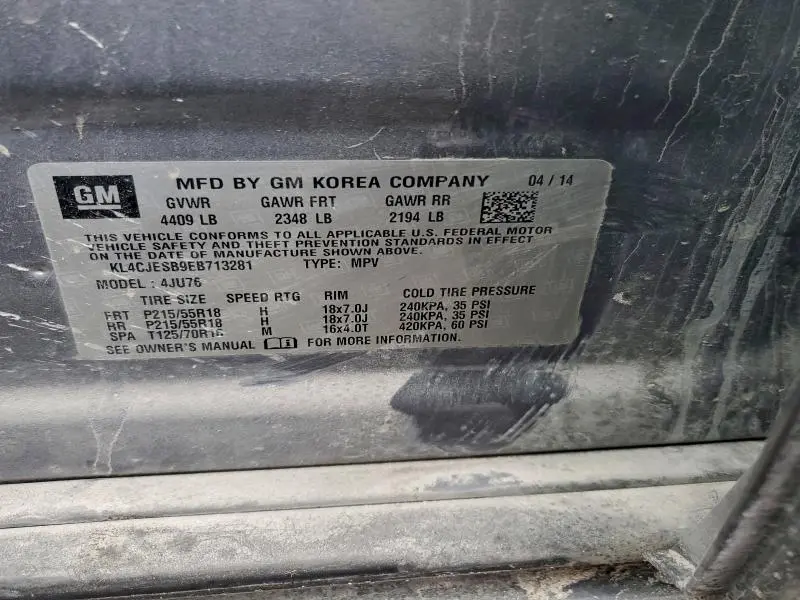 GM MFD BY GM KOREA COMPANY 04 / 14
GVWR GAWR FRT GAWR RR
4409 LB 2348 LB 2194 LB
THIS VEHICLE CONFORMS TO ALL APPLICABLE U.S. FEDERAL MOTOR
VEHICLE SAFETY AND THEFT PREVENTION STANDARDS IN EFFECT
ON THE DATE OF MANUFACTURE SHOWN ABOVE.
KL4CJESB9EB713281 TYPE: MPV
MODEL : 4JU76
TIRE SIZE SPEED RTG RIM COLD TIRE PRESSURE
FRT P215/55R18 H 18x7.0J 240KPA, 35 PSI
RR P215/55R18 H 18x7.0J 240KPA, 35 PSI
SPA T125/70R16 M 16x4.0T 420KPA, 60 PSI
SEE OWNER'S MANUAL FOR MORE INFORMATION.